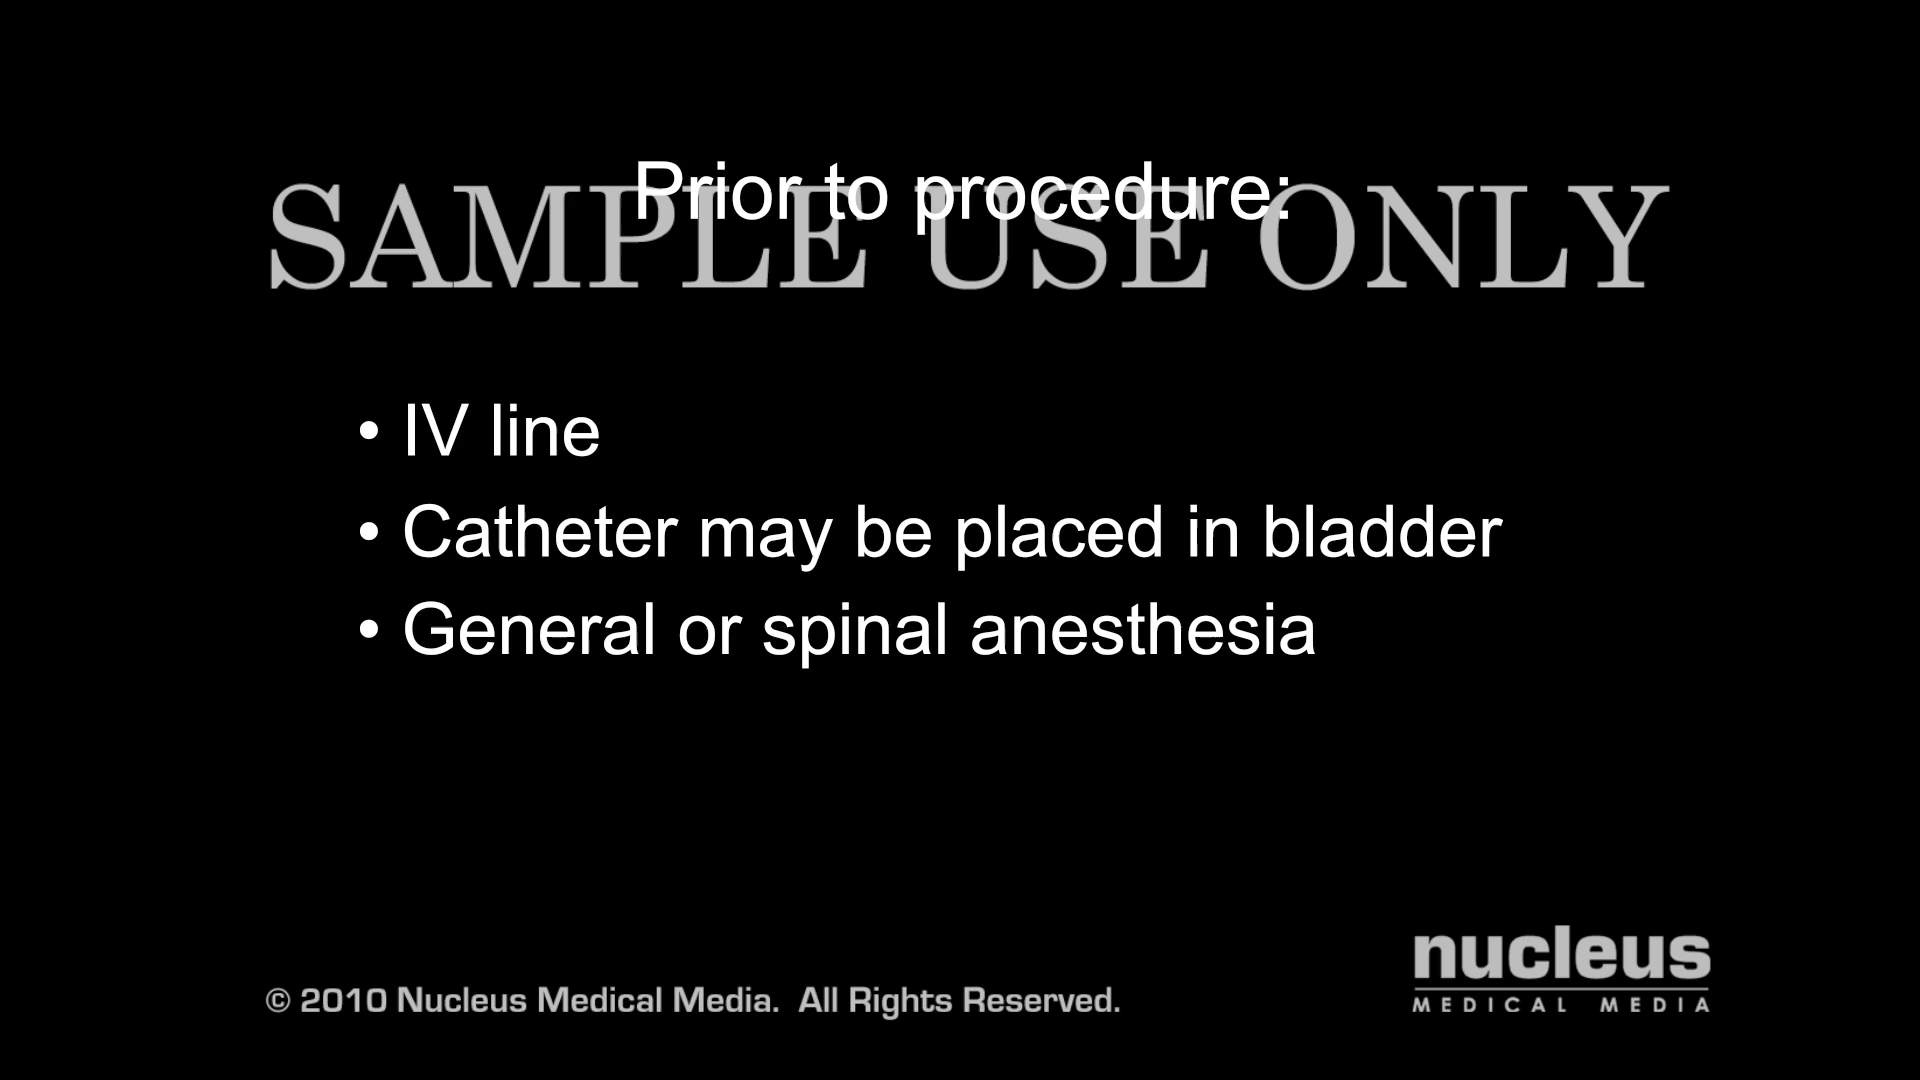 Prior to procedure:
SAMPLE USE ONLY
• IV line
• Catheter may be placed in bladder
• General or spinal anesthesia
nucleus
MEDICAL MEDIA
© 2010 Nucleus Medical Media. All Rights Reserved.